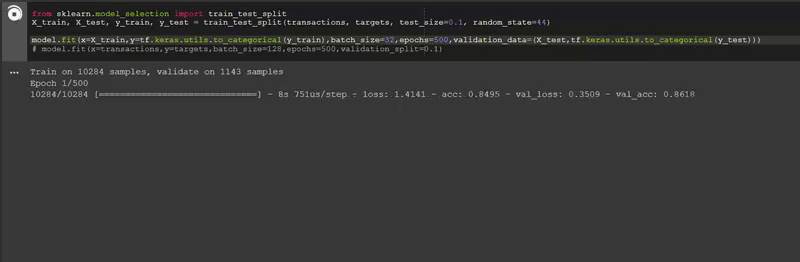 from sklearn.model_selection import train_test_split
X_train, X_test, y_train, y_test = train_test_split(transactions, targets, test_size=0.1, random_state=44)
model.fit(x=X_train,y=tf.keras.utils.to_categorical(y_train),batch_size=32,epochs=500,validation_data=(X_test,tf.keras.utils.to_categorical(y_test)))
# model.fit(x=transactions,y=targets,batch_size=128,epochs=500,validation_split=0.1)
Train on 10284 samples, validate on 1143 samples
Epoch 1/500
10284/10284 [==============================] - 8s 751us/step - loss: 1.4141 - acc: 0.8495 - val_loss: 0.3509 - val_acc: 0.8618